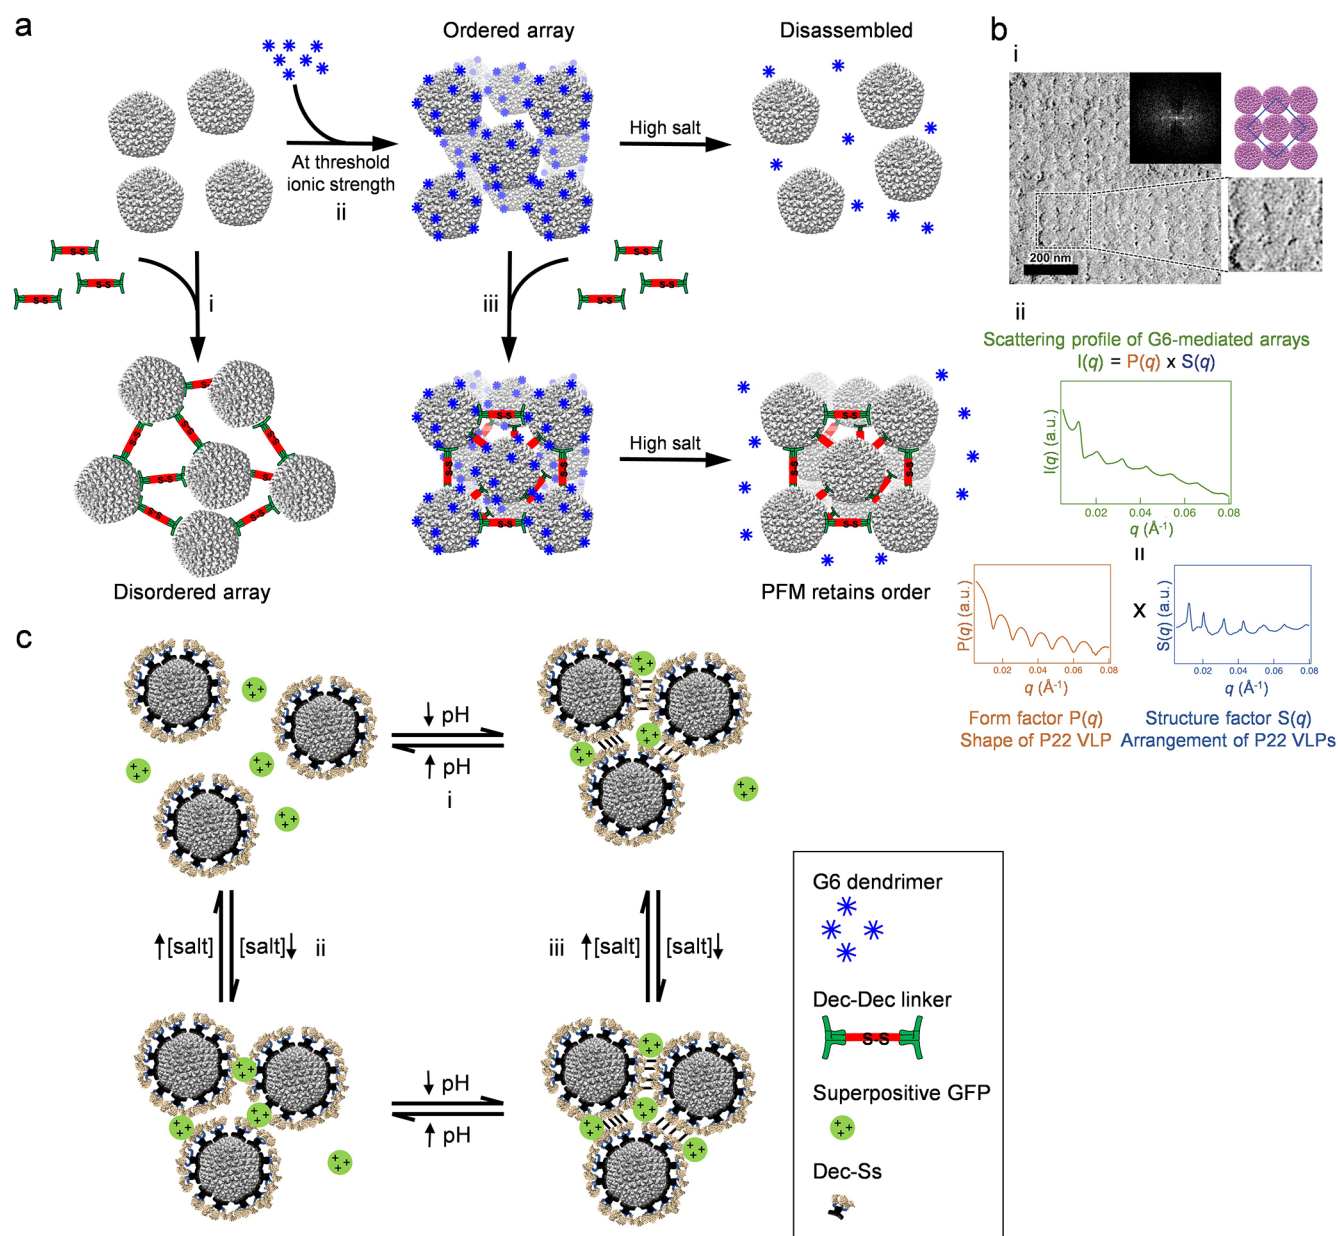 a
Ordered array
Disassembled
At threshold
ionic strength
ii
High salt
S-S
S-S
S-S
i
iii
S-S
S-S
S-S
S
S-S
S-S
S-S
S-S
S-S
S-S
S-S
S-S
S-S
S-S
High salt
S-S
S-S
S-S
S-S
Disordered array
PFM retains order
b
i
200 nm
ii
Scattering profile of G6-mediated arrays
I(q) = P(q) x S(q)
I(q) (a.u.)
0.02 0.04 0.06 0.08
q (Å-1)
=
P(q) (a.u.)
0.02 0.04 0.06 0.08
q (Å-1)
x
S(q) (a.u.)
0.02 0.04 0.06 0.08
q (Å-1)
Form factor P(q)
Shape of P22 VLP
Structure factor S(q)
Arrangement of P22 VLPs
c
+++
+++
+++
+++
↓ pH
↑ pH
i
+++
+++
+++
+++
↑[salt] [salt]↓ ii
iii ↑[salt] [salt]↓
+++
+++
+++
+++
↓ pH
↑ pH
+++
+++
+++
+++
G6 dendrimer
Dec-Dec linker
S-S
Superpositive GFP
+++
Dec-Ss